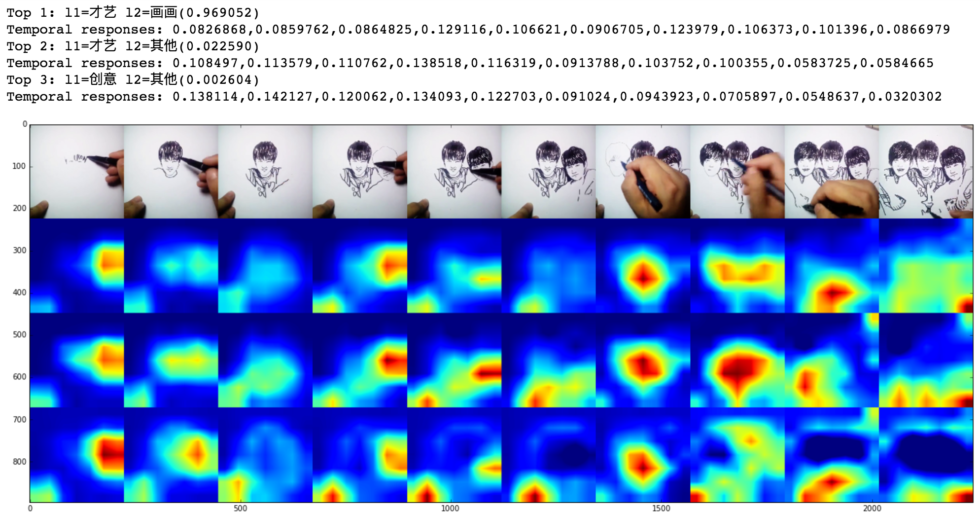 Top 1: l1=才艺 l2=画画(0.969052)
Temporal responses: 0.0826868,0.0859762,0.0864825,0.129116,0.106621,0.0906705,0.123979,0.106373,0.101396,0.0866979
Top 2: l1=才艺 l2=其他(0.022590)
Temporal responses: 0.108497,0.113579,0.110762,0.138518,0.116319,0.0913788,0.103752,0.100355,0.0583725,0.0584665
Top 3: l1=创意 l2=其他(0.002604)
Temporal responses: 0.138114,0.142127,0.120062,0.134093,0.122703,0.091024,0.0943923,0.0705897,0.0548637,0.0320302
0
100
200
300
400
500
600
700
800
0 500 1000 1500 2000